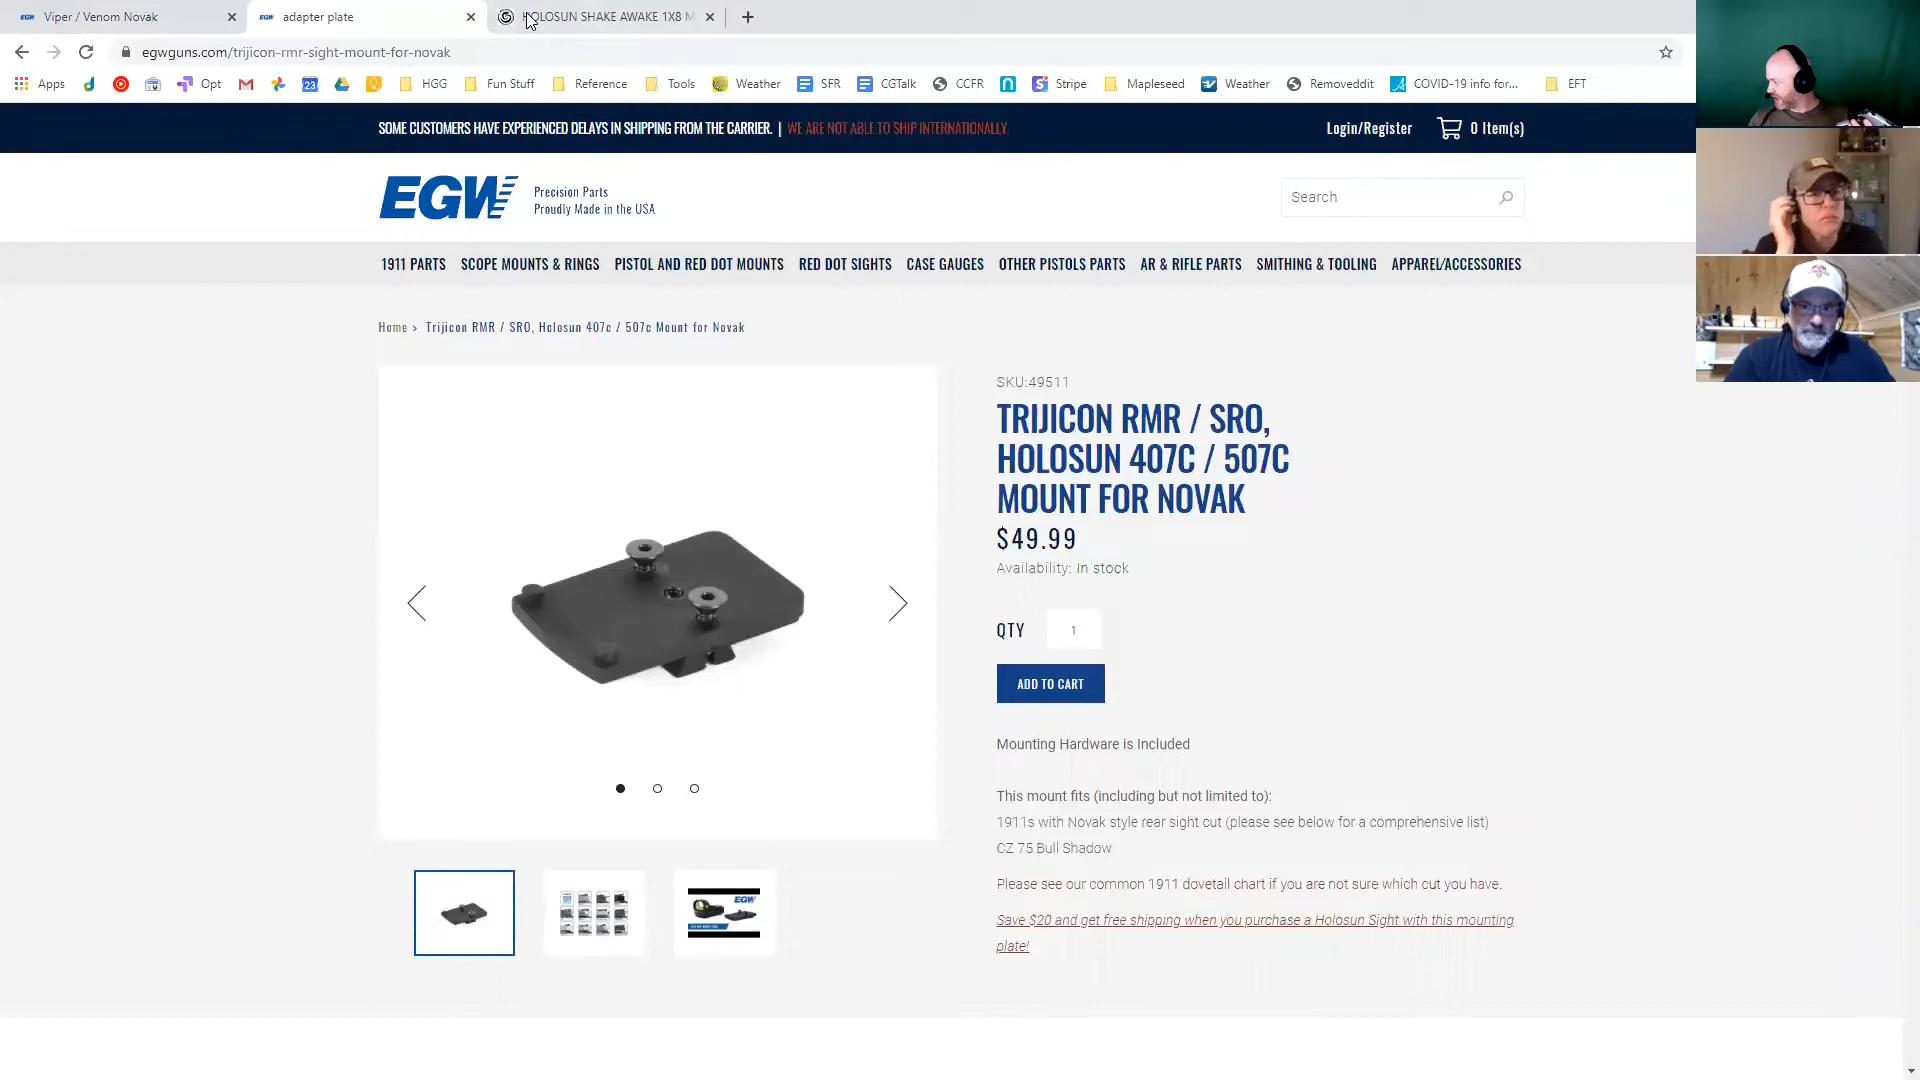 Viper / Venom Novak
adapter plate
HOLOSUN SHAKE AWAKE 1X8 M
egwguns.com/trijicon-rmr-sight-mount-for-novak
Apps
Opt
23
HGG
Fun Stuff
Reference
Tools
Weather
SFR
CGTalk
CCFR
Stripe
Mapleseed
Weather
Removeddit
COVID-19 info for...
EFT
SOME CUSTOMERS HAVE EXPERIENCED DELAYS IN SHIPPING FROM THE CARRIER. | WE ARE NOT ABLE TO SHIP INTERNATIONALLY.
Login/Register
0 Item(s)
EGW
Precision Parts
Proudly Made in the USA
Search
1911 PARTS
SCOPE MOUNTS & RINGS
PISTOL AND RED DOT MOUNTS
RED DOT SIGHTS
CASE GAUGES
OTHER PISTOLS PARTS
AR & RIFLE PARTS
SMITHING & TOOLING
APPAREL/ACCESSORIES
Home > Trijicon RMR / SRO, Holosun 407c / 507c Mount for Novak
SKU:49511
TRIJICON RMR / SRO,
HOLOSUN 407C / 507C
MOUNT FOR NOVAK
$49.99
Availability: In stock
QTY
1
ADD TO CART
Mounting Hardware is Included
This mount fits (including but not limited to):
1911s with Novak style rear sight cut (please see below for a comprehensive list)
CZ 75 Bull Shadow
Please see our common 1911 dovetail chart if you are not sure which cut you have.
Save $20 and get free shipping when you purchase a Holosun Sight with this mounting
plate!
EGW